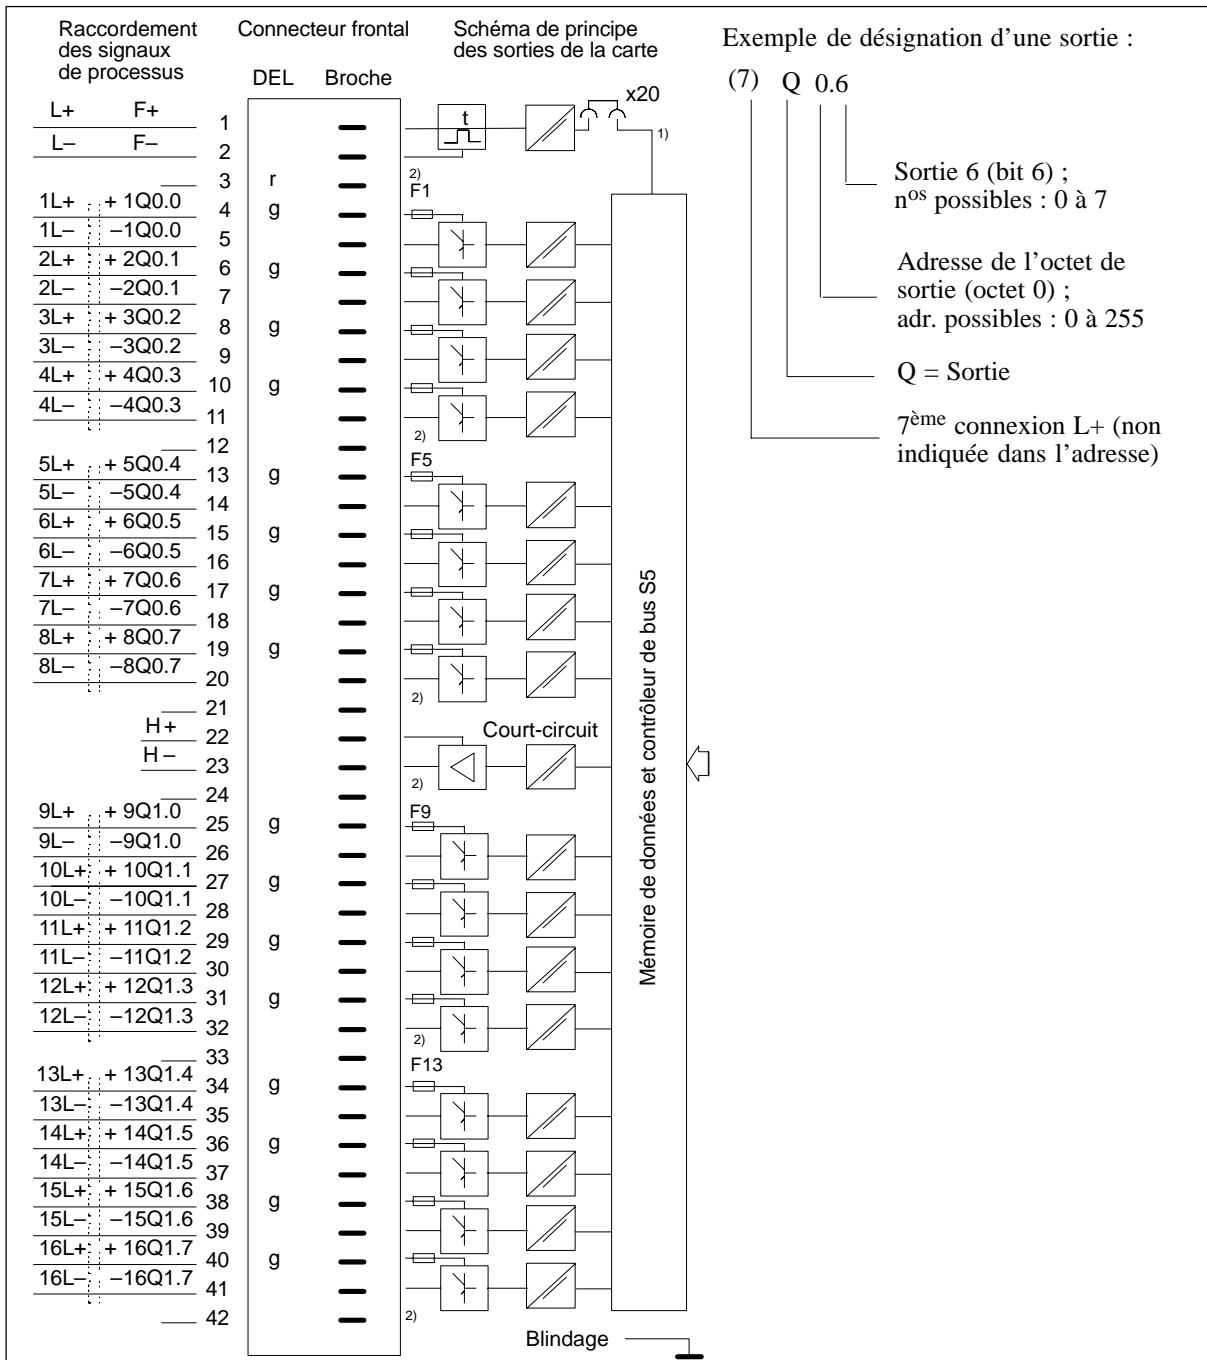 Raccordement des signaux de processus
Connecteur frontal
Schéma de principe des sorties de la carte
Exemple de désignation d'une sortie :
DEL Broche
(7) Q 0.6
x20
L+ F+ 1 t 1)
L– F– 2
3 r 2)
F1
1L+ + 1Q0.0 4 g
1L– –1Q0.0 5
2L+ + 2Q0.1 6 g
2L– –2Q0.1 7
3L+ + 3Q0.2 8 g
3L– –3Q0.2 9
4L+ + 4Q0.3 10 g
4L– –4Q0.3 11 2)
12
F5
5L+ + 5Q0.4 13 g
5L– –5Q0.4 14
6L+ + 6Q0.5 15 g
6L– –6Q0.5 16
7L+ + 7Q0.6 17 g
7L– –7Q0.6 18
8L+ + 8Q0.7 19 g
8L– –8Q0.7 20 2)
21
H+ 22 Court-circuit
H– 23 2)
24
F9
9L+ + 9Q1.0 25 g
9L– –9Q1.0 26
10L+ + 10Q1.1 27 g
10L– –10Q1.1 28
11L+ + 11Q1.2 29 g
11L– –11Q1.2 30
12L+ + 12Q1.3 31 g
12L– –12Q1.3 32 2)
33
F13
13L+ + 13Q1.4 34 g
13L– –13Q1.4 35
14L+ + 14Q1.5 36 g
14L– –14Q1.5 37
15L+ + 15Q1.6 38 g
15L– –15Q1.6 39
16L+ + 16Q1.7 40 g
16L– –16Q1.7 41
42 2)
Mémoire de données et contrôleur de bus S5
Blindage
Sortie 6 (bit 6) ;
nos possibles : 0 à 7
Adresse de l'octet de
sortie (octet 0) ;
adr. possibles : 0 à 255
Q = Sortie
7ème connexion L+ (non
indiquée dans l'adresse)